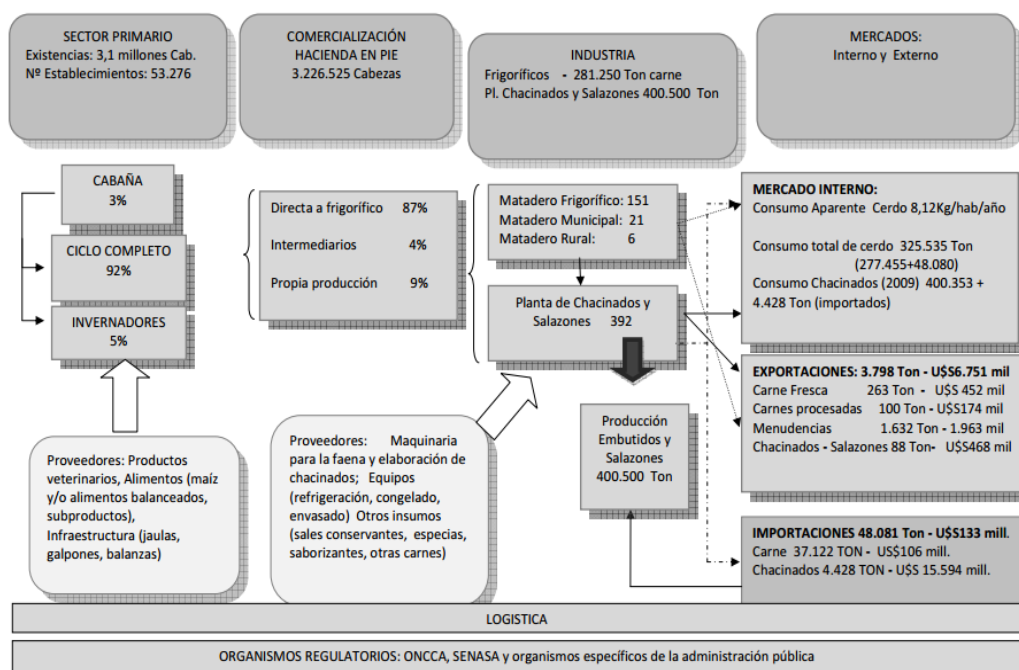 SECTOR PRIMARIO
Existencias: 3,1 millones Cab.
Nº Establecimientos: 53.276
COMERCIALIZACIÓN
HACIENDA EN PIE
3.226.525 Cabezas
INDUSTRIA
Frigoríficos - 281.250 Ton carne
Pl. Chacinados y Salazones 400.500 Ton
MERCADOS:
Interno y Externo
CABAÑA
3%
CICLO COMPLETO
92%
INVERNADORES
5%
Directa a frigorífico 87%
Intermediarios 4%
Propia producción 9%
Matadero Frigorífico: 151
Matadero Municipal: 21
Matadero Rural: 6
Planta de Chacinados y
Salazones 392
Producción
Embutidos y
Salazones
400.500 Ton
MERCADO INTERNO:
Consumo Aparente Cerdo 8,12Kg/hab/año
Consumo total de cerdo 325.535 Ton
(277.455+48.080)
Consumo Chacinados (2009) 400.353 +
4.428 Ton (importados)
EXPORTACIONES: 3.798 Ton - U$S6.751 mil
Carne Fresca 263 Ton - U$S 452 mil
Carnes procesadas 100 Ton - U$S174 mil
Menudencias 1.632 Ton - 1.963 mil
Chacinados - Salazones 88 Ton- U$S468 mil
IMPORTACIONES 48.081 Ton - U$S133 mill.
Carne 37.122 TON - US$106 mill.
Chacinados 4.428 TON - U$S 15.594 mill.
Proveedores: Productos
veterinarios, Alimentos (maíz
y/o alimentos balanceados,
subproductos),
Infraestructura (jaulas,
galpones, balanzas)
Proveedores: Maquinaria
para la faena y elaboración de
chacinados; Equipos
(refrigeración, congelado,
envasado) Otros insumos
(sales conservantes, especias,
saborizantes, otras carnes)
LOGISTICA
ORGANISMOS REGULATORIOS: ONCCA, SENASA y organismos específicos de la administración pública